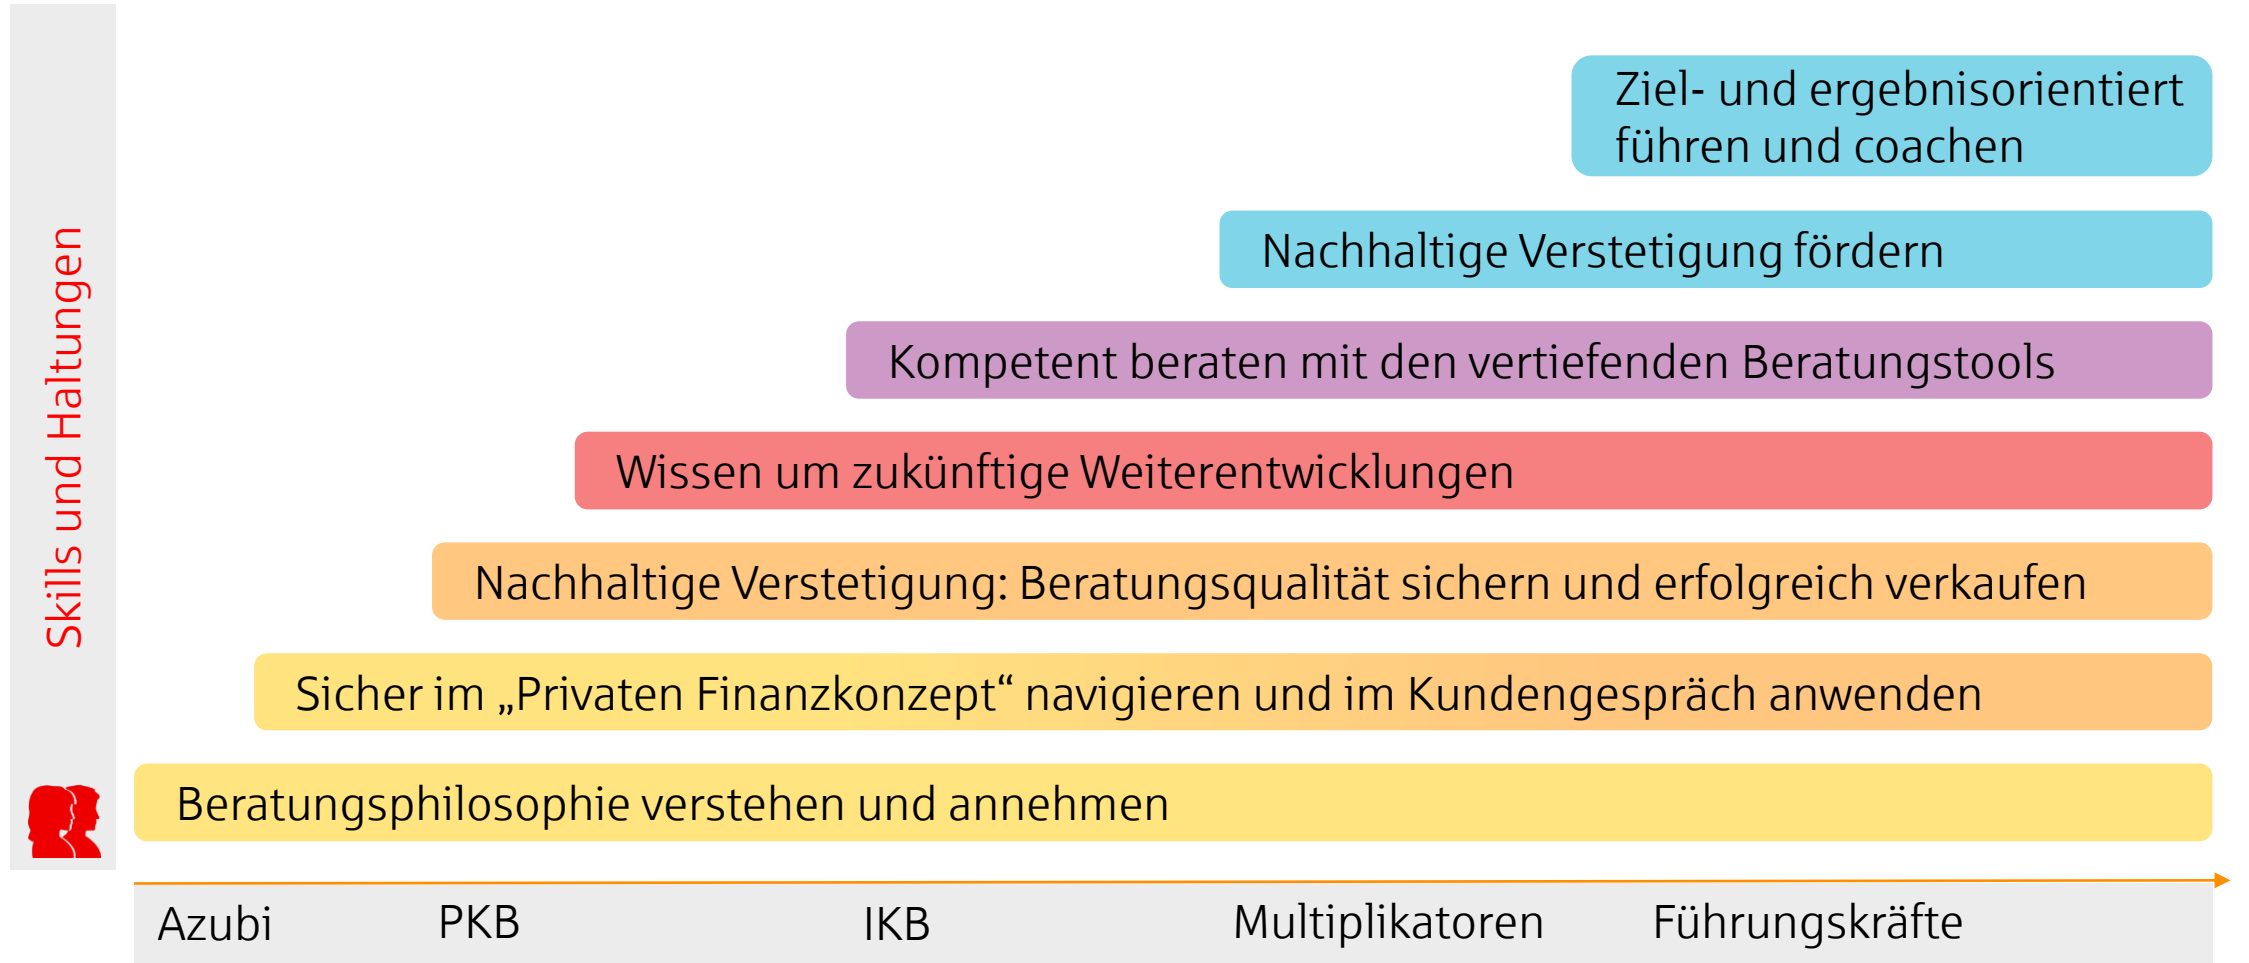 Skills und Haltungen
Ziel- und ergebnisorientiert
führen und coachen
Nachhaltige Verstetigung fördern
Kompetent beraten mit den vertiefenden Beratungstools
Wissen um zukünftige Weiterentwicklungen
Nachhaltige Verstetigung: Beratungsqualität sichern und erfolgreich verkaufen
Sicher im „Privaten Finanzkonzept“ navigieren und im Kundengespräch anwenden
Beratungsphilosophie verstehen und annehmen
Azubi PKB IKB Multiplikatoren Führungskräfte